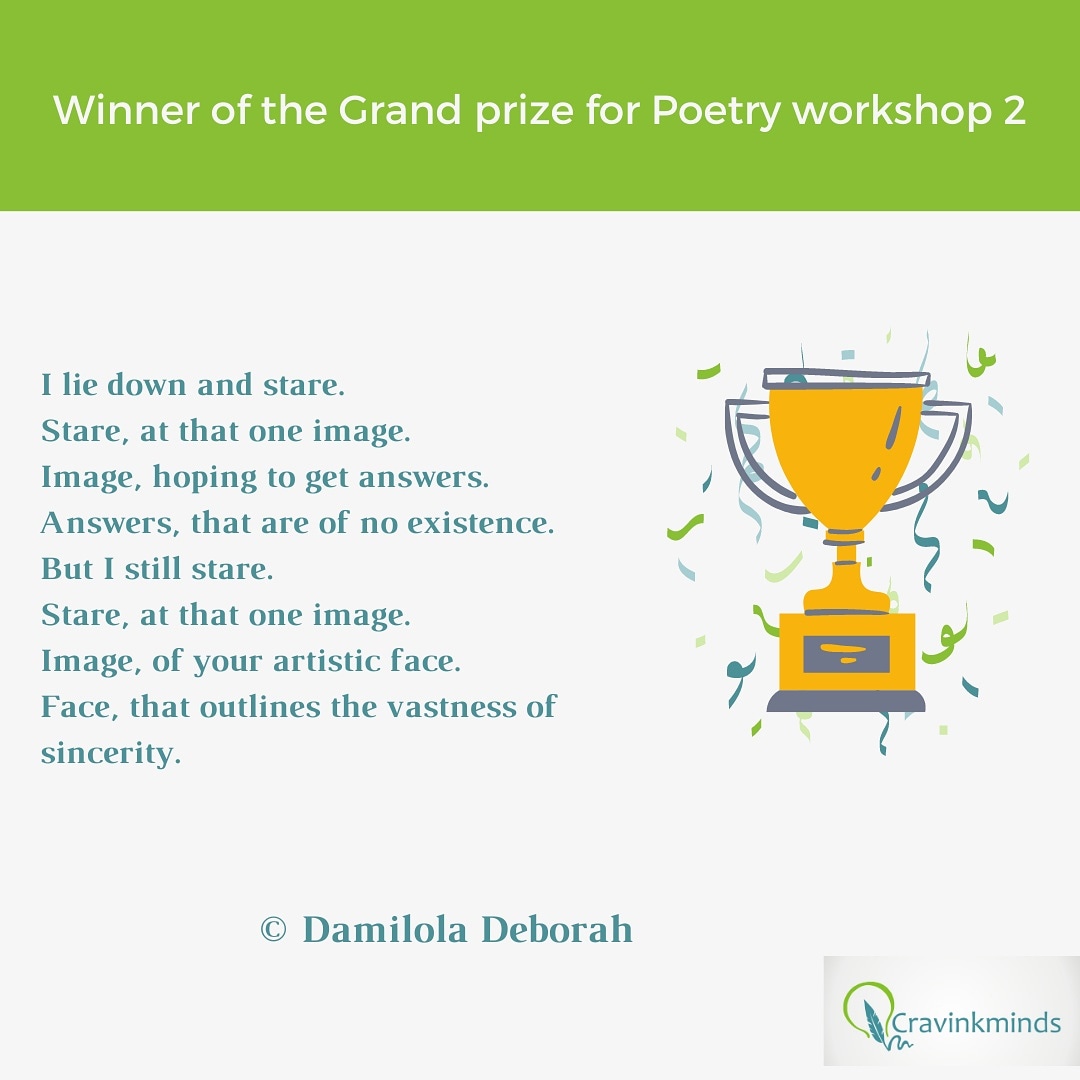 Winner of the Grand prize for Poetry workshop 2
I lie down and stare.
Stare, at that one image.
Image, hoping to get answers.
Answers, that are of no existence.
But I still stare.
Stare, at that one image.
Image, of your artistic face.
Face, that outlines the vastness of
sincerity.
© Damilola Deborah
Cravinkminds